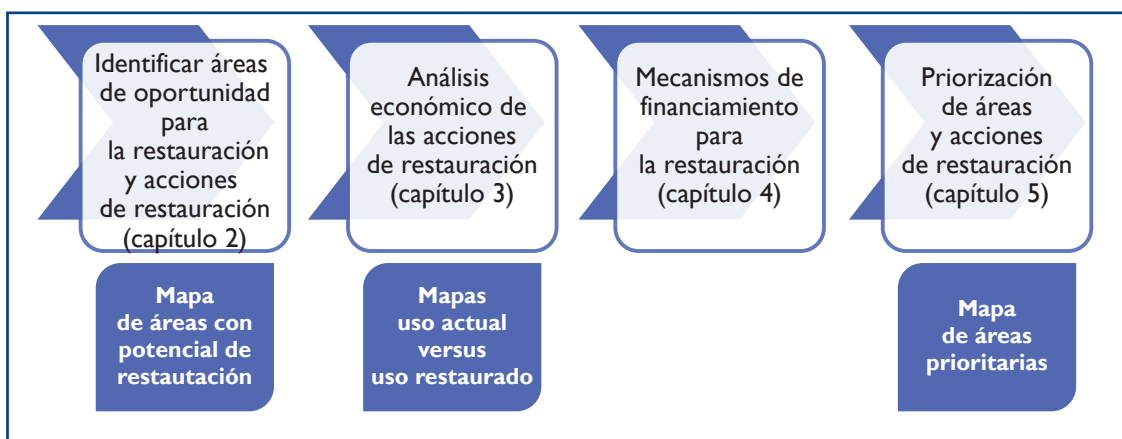 Identificar áreas
de oportunidad
para
la restauración
y acciones
de restauración
(capítulo 2)
Análisis
económico de
las acciones
de restauración
(capítulo 3)
Mecanismos de
financiamiento
para
la restauración
(capítulo 4)
Priorización
de áreas
y acciones
de restauración
(capítulo 5)
Mapa
de áreas con
potencial de
restautación
Mapas
uso actual
versus
uso restaurado
Mapa
de áreas
prioritarias